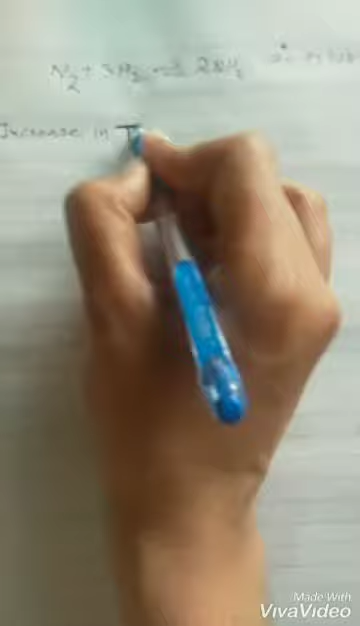 N₂ + 3H₂ ⇌ 2NH₃
Increase in T
Made With
VivaVideo